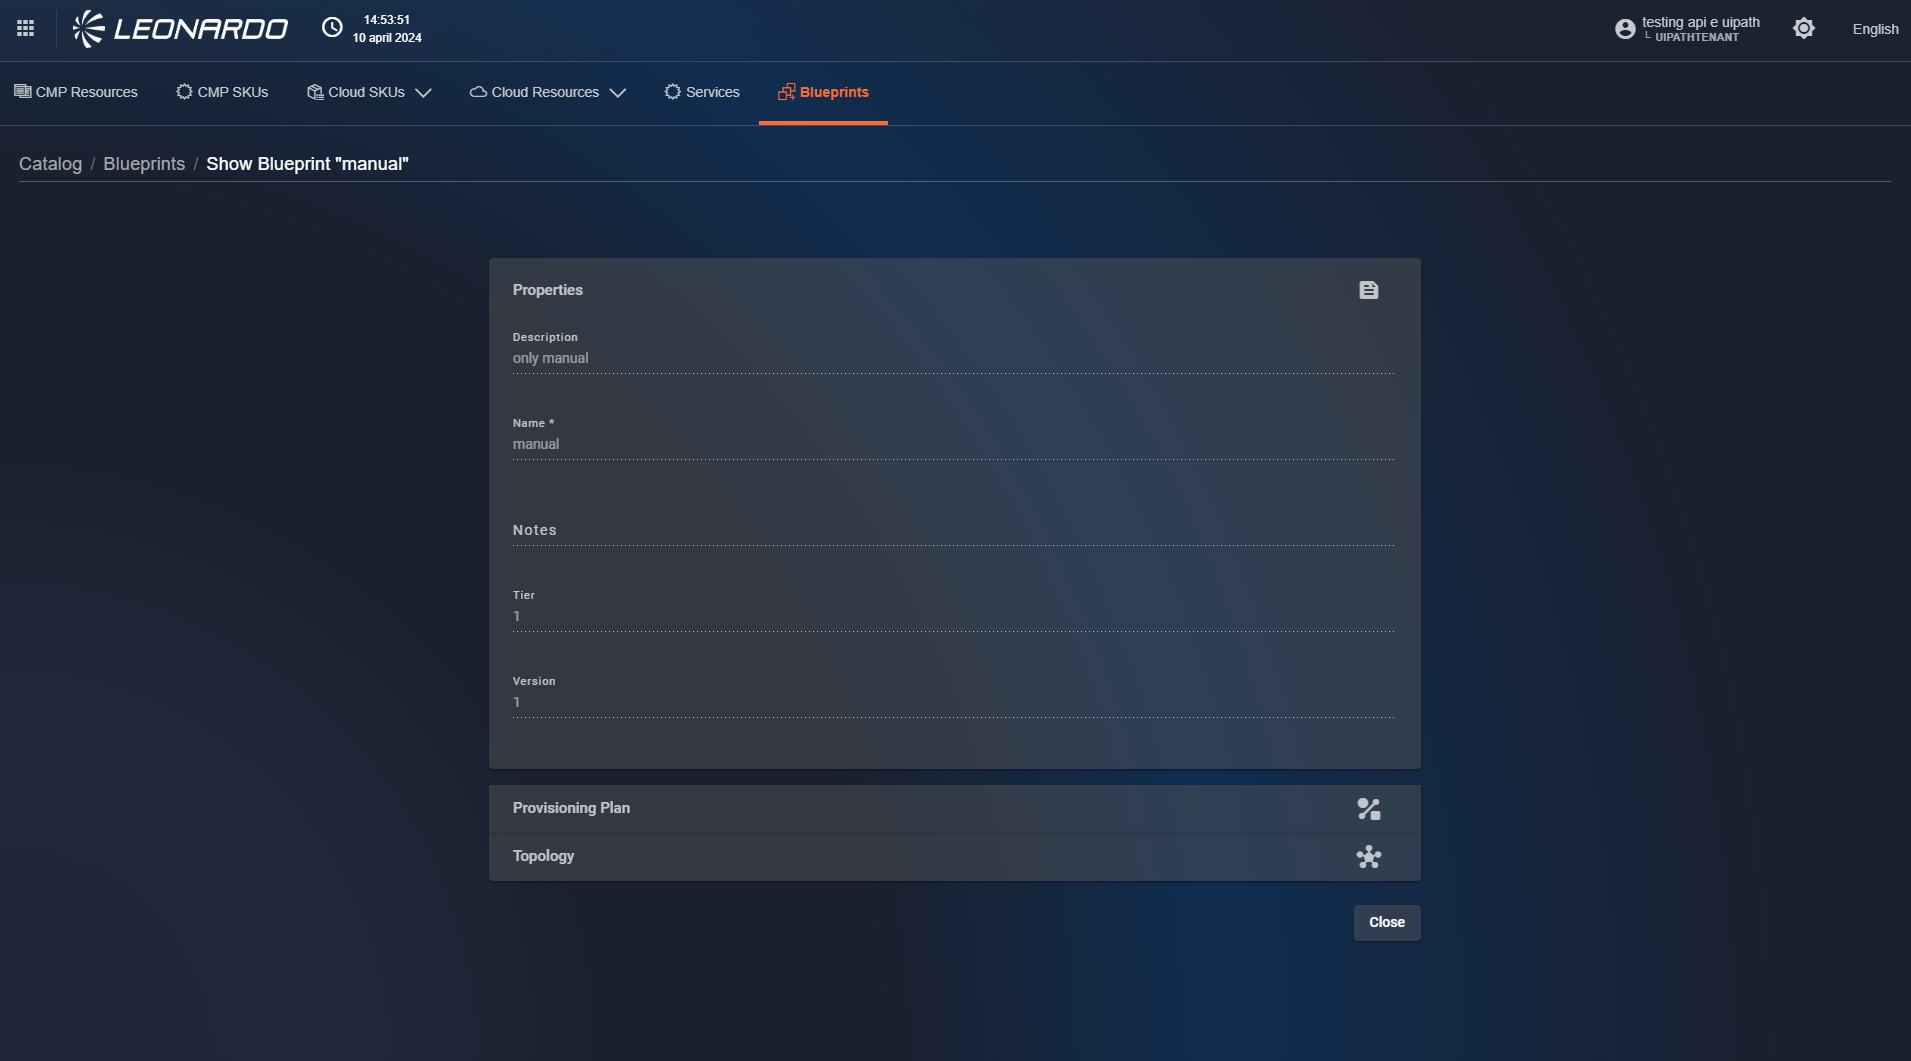 LEONARDO
14:53:51
10 april 2024
testing api e uipath
UIPATHTENANT
English
CMP Resources
CMP SKUs
Cloud SKUs
Cloud Resources
Services
Blueprints
Catalog / Blueprints / Show Blueprint "manual"
Properties
Description
only manual
Name *
manual
Notes
Tier
1
Version
1
Provisioning Plan
Topology
Close